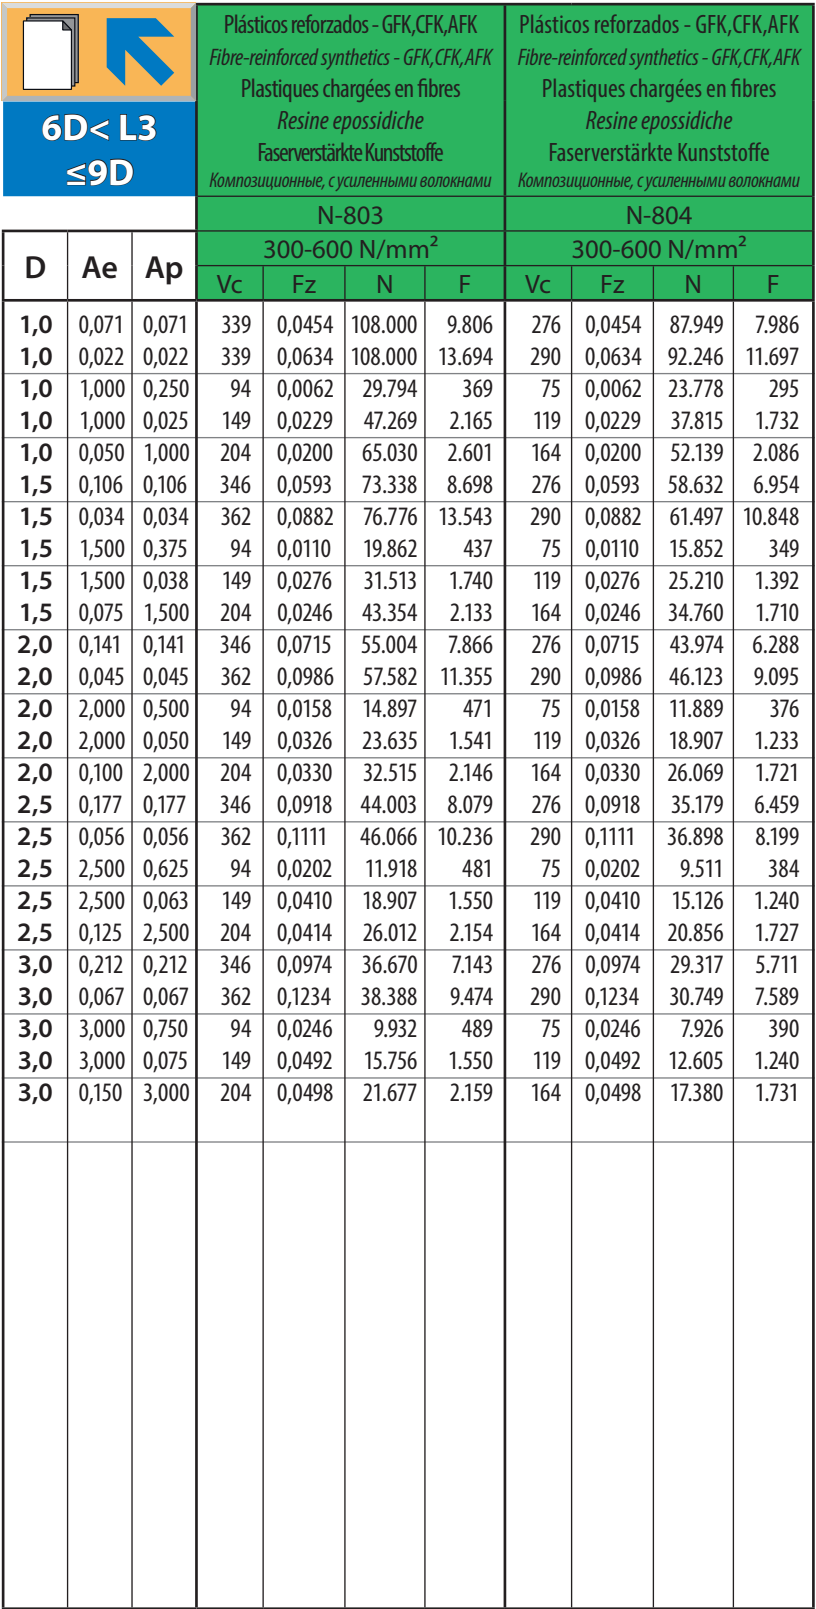 6D< L3
≤9D
Plásticos reforzados - GFK,CFK,AFK
Fibre-reinforced synthetics - GFK,CFK,AFK
Plastiques chargées en fibres
Resine epossidiche
Faserverstärkte Kunststoffe
Композиционные, с усиленными волокнами
Plásticos reforzados - GFK,CFK,AFK
Fibre-reinforced synthetics - GFK,CFK,AFK
Plastiques chargées en fibres
Resine epossidiche
Faserverstärkte Kunststoffe
Композиционные, с усиленными волокнами
N-803 N-804
300-600 N/mm² 300-600 N/mm²
D Ae Ap Vc Fz N F Vc Fz N F
1,0 0,071 0,071 339 0,0454 108.000 9.806 276 0,0454 87.949 7.986
1,0 0,022 0,022 339 0,0634 108.000 13.694 290 0,0634 92.246 11.697
1,0 1,000 0,250 94 0,0062 29.794 369 75 0,0062 23.778 295
1,0 1,000 0,025 149 0,0229 47.269 2.165 119 0,0229 37.815 1.732
1,0 0,050 1,000 204 0,0200 65.030 2.601 164 0,0200 52.139 2.086
1,5 0,106 0,106 346 0,0593 73.338 8.698 276 0,0593 58.632 6.954
1,5 0,034 0,034 362 0,0882 76.776 13.543 290 0,0882 61.497 10.848
1,5 1,500 0,375 94 0,0110 19.862 437 75 0,0110 15.852 349
1,5 1,500 0,038 149 0,0276 31.513 1.740 119 0,0276 25.210 1.392
1,5 0,075 1,500 204 0,0246 43.354 2.133 164 0,0246 34.760 1.710
2,0 0,141 0,141 346 0,0715 55.004 7.866 276 0,0715 43.974 6.288
2,0 0,045 0,045 362 0,0986 57.582 11.355 290 0,0986 46.123 9.095
2,0 2,000 0,500 94 0,0158 14.897 471 75 0,0158 11.889 376
2,0 2,000 0,050 149 0,0326 23.635 1.541 119 0,0326 18.907 1.233
2,0 0,100 2,000 204 0,0330 32.515 2.146 164 0,0330 26.069 1.721
2,5 0,177 0,177 346 0,0918 44.003 8.079 276 0,0918 35.179 6.459
2,5 0,056 0,056 362 0,1111 46.066 10.236 290 0,1111 36.898 8.199
2,5 2,500 0,625 94 0,0202 11.918 481 75 0,0202 9.511 384
2,5 2,500 0,063 149 0,0410 18.907 1.550 119 0,0410 15.126 1.240
2,5 0,125 2,500 204 0,0414 26.012 2.154 164 0,0414 20.856 1.727
3,0 0,212 0,212 346 0,0974 36.670 7.143 276 0,0974 29.317 5.711
3,0 0,067 0,067 362 0,1234 38.388 9.474 290 0,1234 30.749 7.589
3,0 3,000 0,750 94 0,0246 9.932 489 75 0,0246 7.926 390
3,0 3,000 0,075 149 0,0492 15.756 1.550 119 0,0492 12.605 1.240
3,0 0,150 3,000 204 0,0498 21.677 2.159 164 0,0498 17.380 1.731